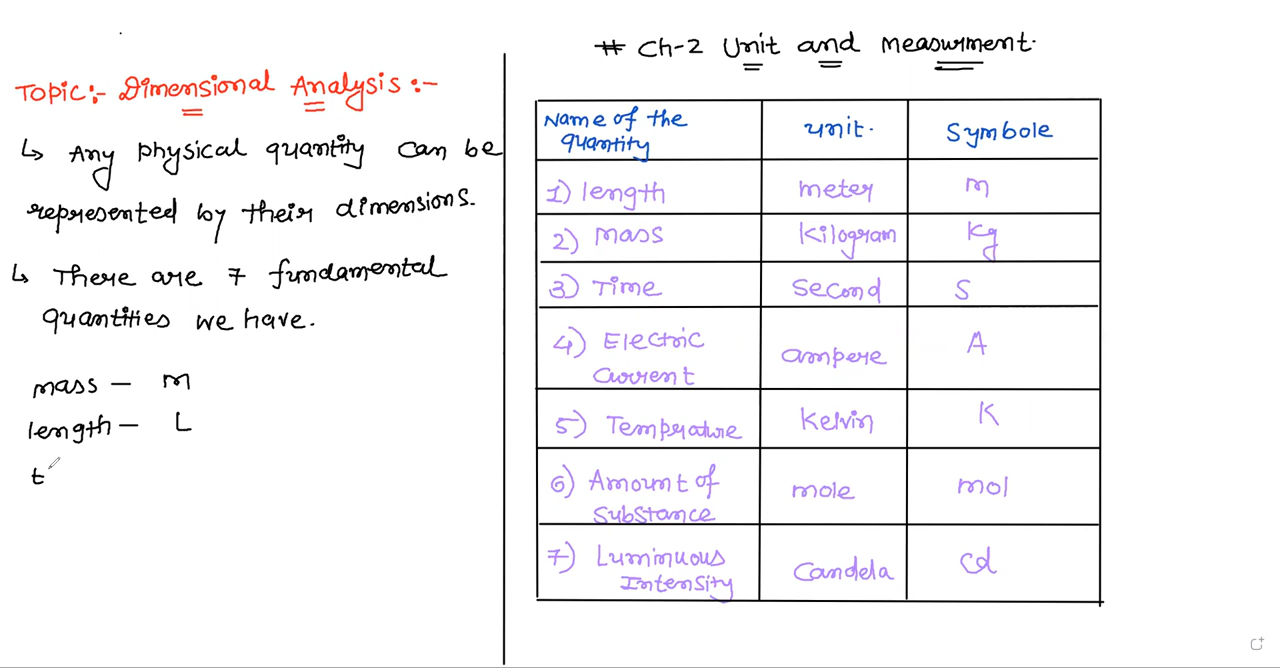 # Ch-2 Unit and Measurment.
Topic:- Dimensional Analysis :-
↳ Any physical quantity can be
represented by their dimensions.
↳ There are 7 fundamental
quantities we have.
mass - M
length - L
t
Name of the quantity | unit. | Symbole
1) length | meter | m
2) Mass | Kilogram | Kg
3) Time | Second | S
4) Electric Current | ampere | A
5) Temprature | Kelvin | K
6) Amount of Substance | mole | mol
7) Luminuous Intensity | Candela | Cd